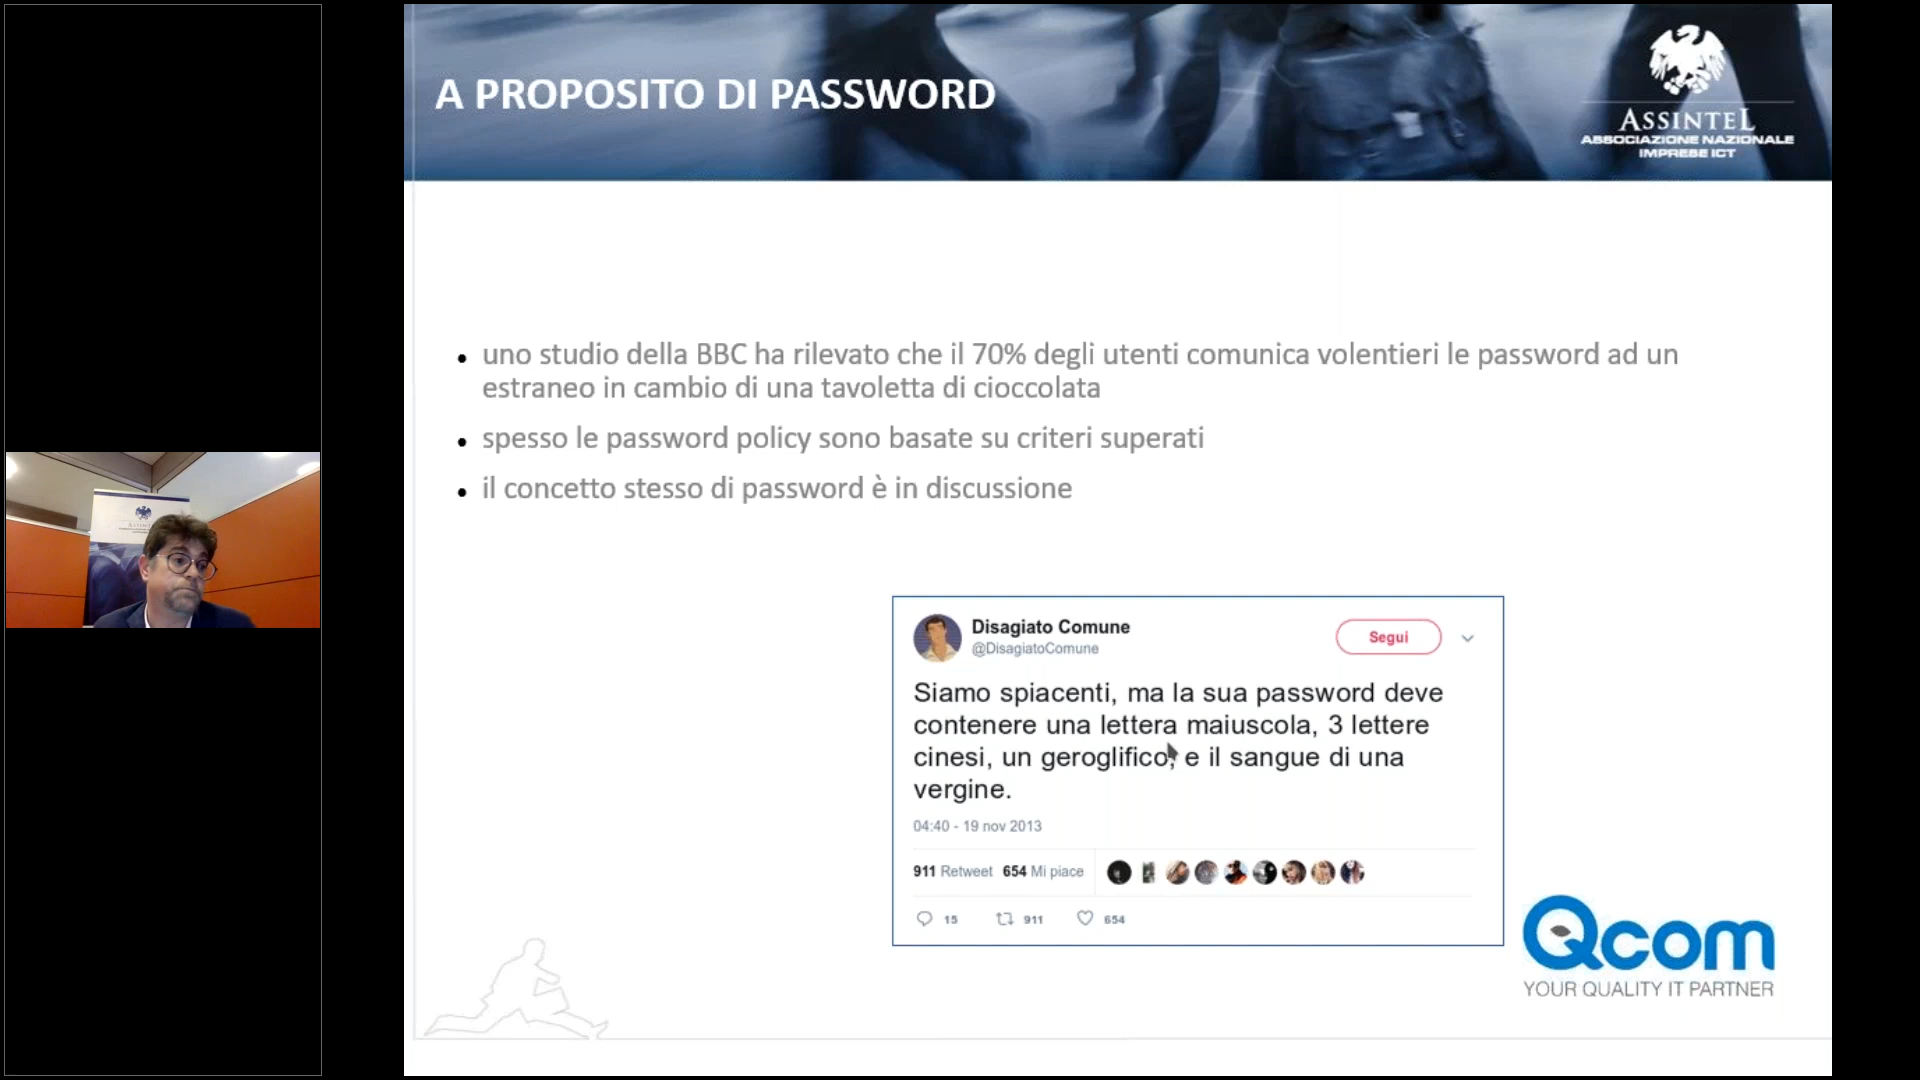 A PROPOSITO DI PASSWORD
ASSINTEL
ASSOCIAZIONE NAZIONALE
IMPRESE ICT
• uno studio della BBC ha rilevato che il 70% degli utenti comunica volentieri le password ad un
estraneo in cambio di una tavoletta di cioccolata
• spesso le password policy sono basate su criteri superati
• il concetto stesso di password è in discussione
Disagiato Comune
@DisagiatoComune
Segui
Siamo spiacenti, ma la sua password deve
contenere una lettera maiuscola, 3 lettere
cinesi, un geroglifico, e il sangue di una
vergine.
04:40 - 19 nov 2013
911 Retweet 654 Mi piace
15 911 654
Qcom
YOUR QUALITY IT PARTNER